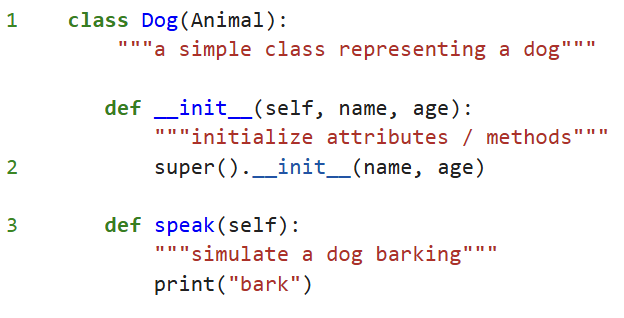 1 class Dog(Animal):
"""a simple class representing a dog"""
def __init__(self, name, age):
"""initialize attributes / methods"""
2 super().__init__(name, age)
3 def speak(self):
"""simulate a dog barking"""
print("bark")